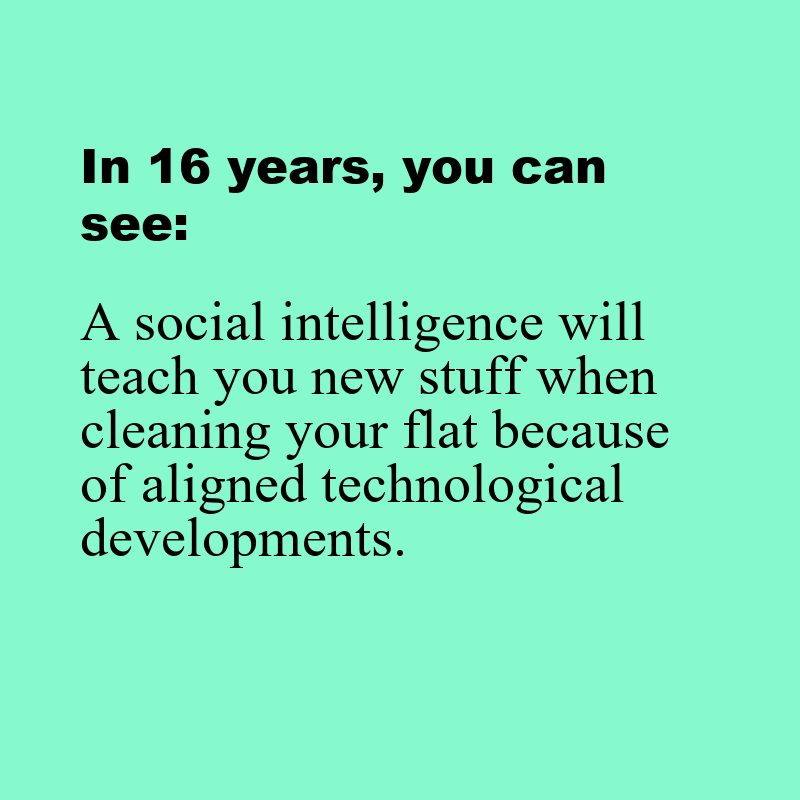 In 16 years, you can
see:
A social intelligence will
teach you new stuff when
cleaning your flat because
of aligned technological
developments.